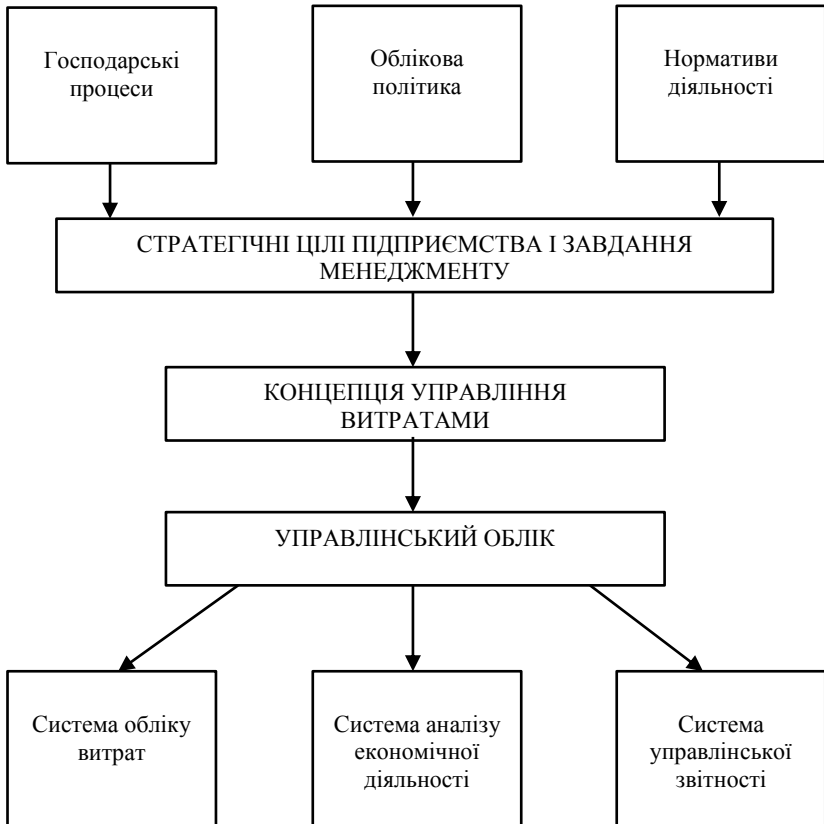 Господарські
процеси
Облікова
політика
Нормативи
діяльності
СТРАТЕГІЧНІ ЦІЛІ ПІДПРИЄМСТВА І ЗАВДАННЯ
МЕНЕДЖМЕНТУ
КОНЦЕПЦІЯ УПРАВЛІННЯ
ВИТРАТАМИ
УПРАВЛІНСЬКИЙ ОБЛІК
Система обліку
витрат
Система аналізу
економічної
діяльності
Система
управлінської
звітності